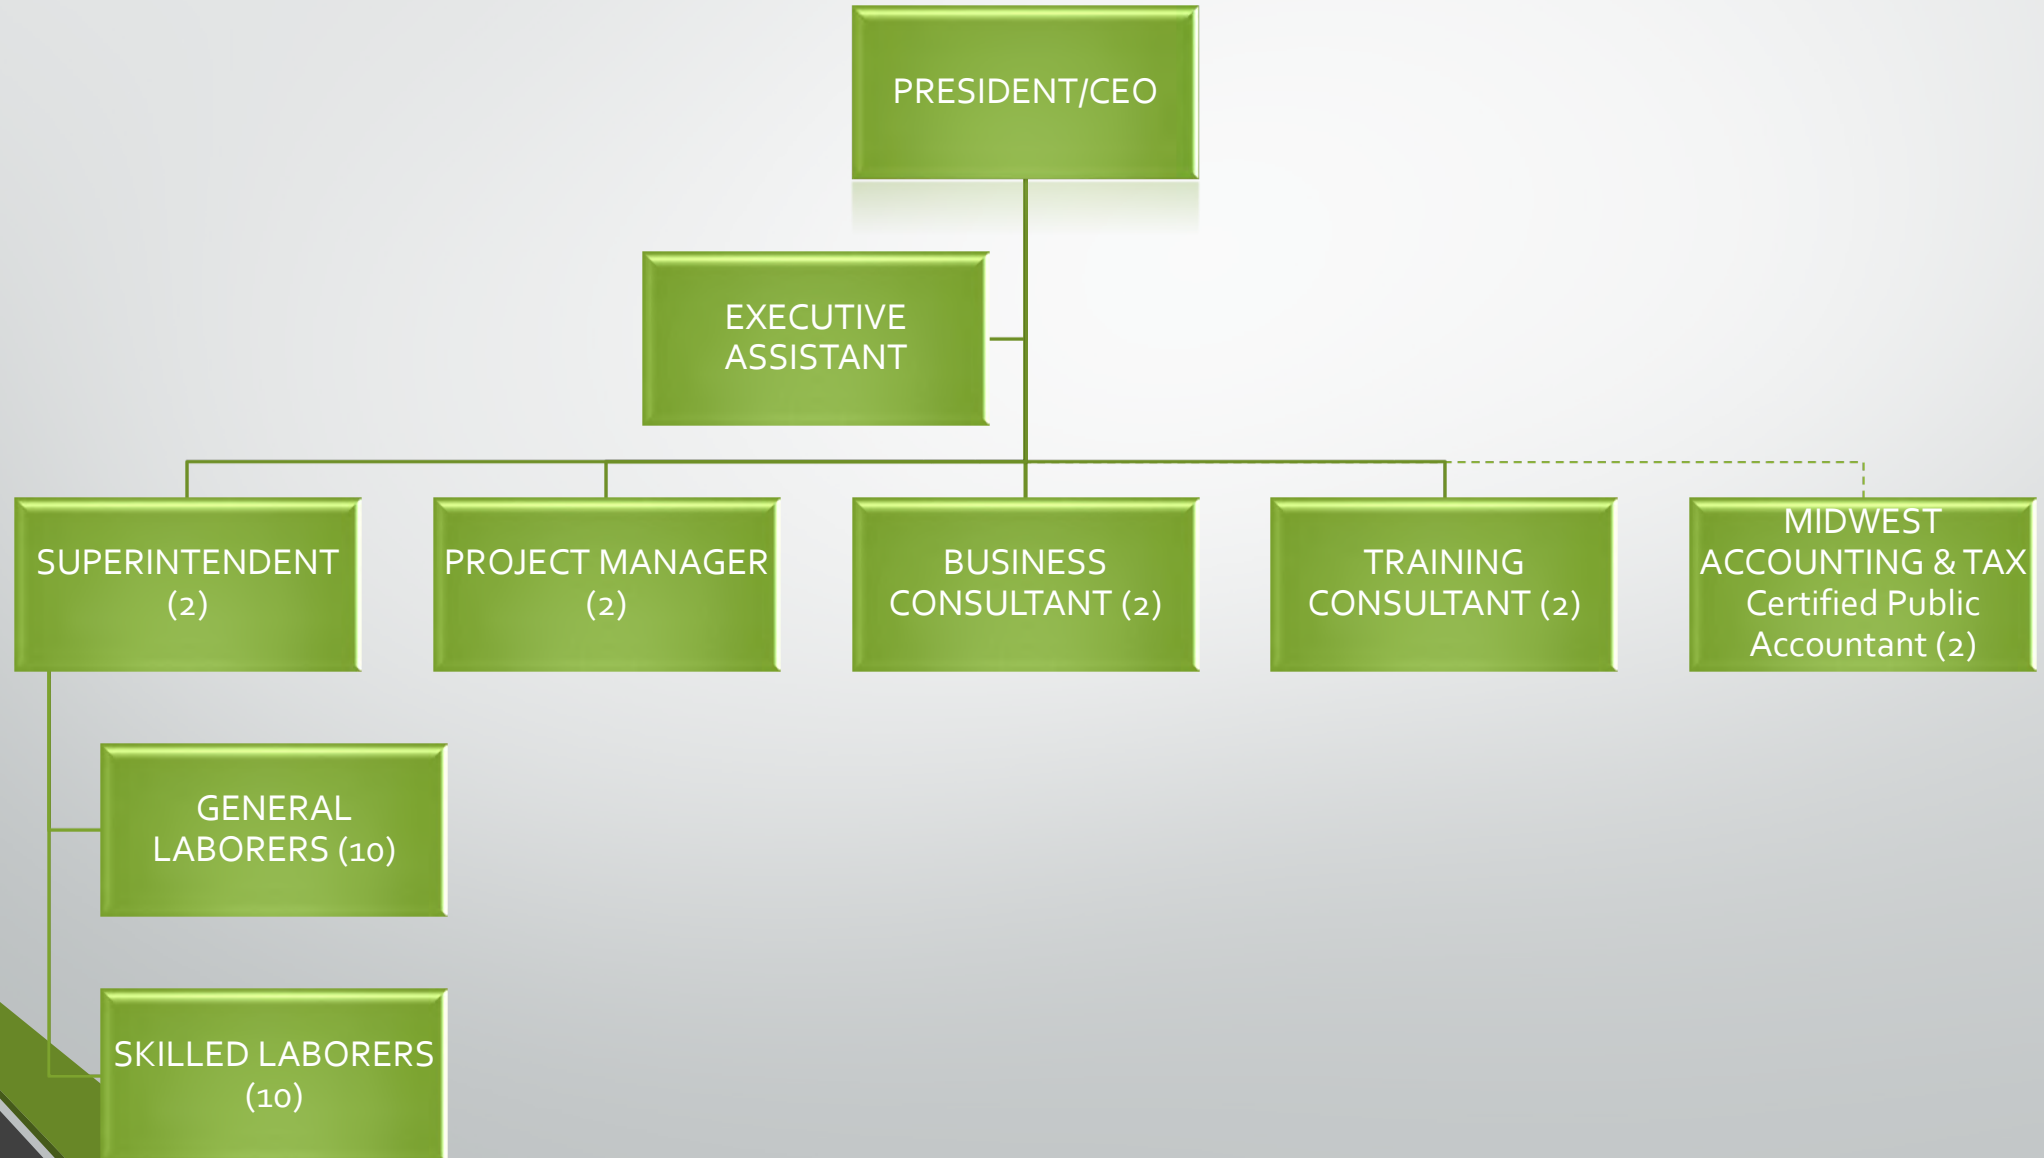 PRESIDENT/CEO
EXECUTIVE
ASSISTANT
SUPERINTENDENT
(2)
PROJECT MANAGER
(2)
BUSINESS
CONSULTANT (2)
TRAINING
CONSULTANT (2)
MIDWEST
ACCOUNTING & TAX
Certified Public
Accountant (2)
GENERAL
LABORERS (10)
SKILLED LABORERS
(10)